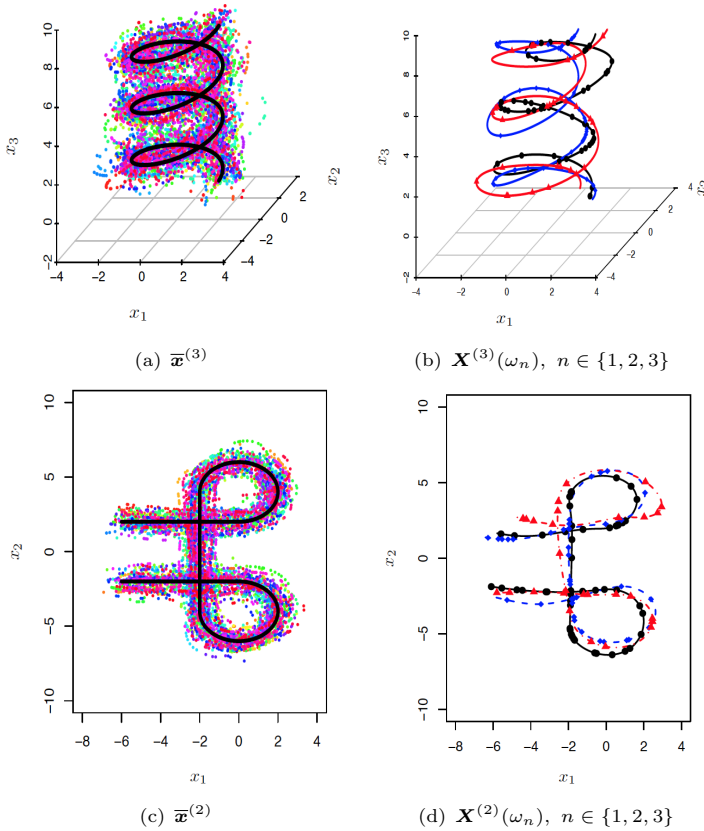 10
8
6
4
2
0
−2
x₃
−4 −2 0 2 4
x₁
−4
−2
0
2
x₂
(a) x̅⁽³⁾
10
8
6
4
2
0
−2
x₃
−4 −2 0 2 4
x₁
−4
−2
0
2
4
x₂
(b) X⁽³⁾(ωₙ), n ∈ {1, 2, 3}
10
5
0
−5
−10
x₂
−8 −6 −4 −2 0 2 4
x₁
(c) x̅⁽²⁾
10
5
0
−5
−10
x₂
−8 −6 −4 −2 0 2 4
x₁
(d) X⁽²⁾(ωₙ), n ∈ {1, 2, 3}